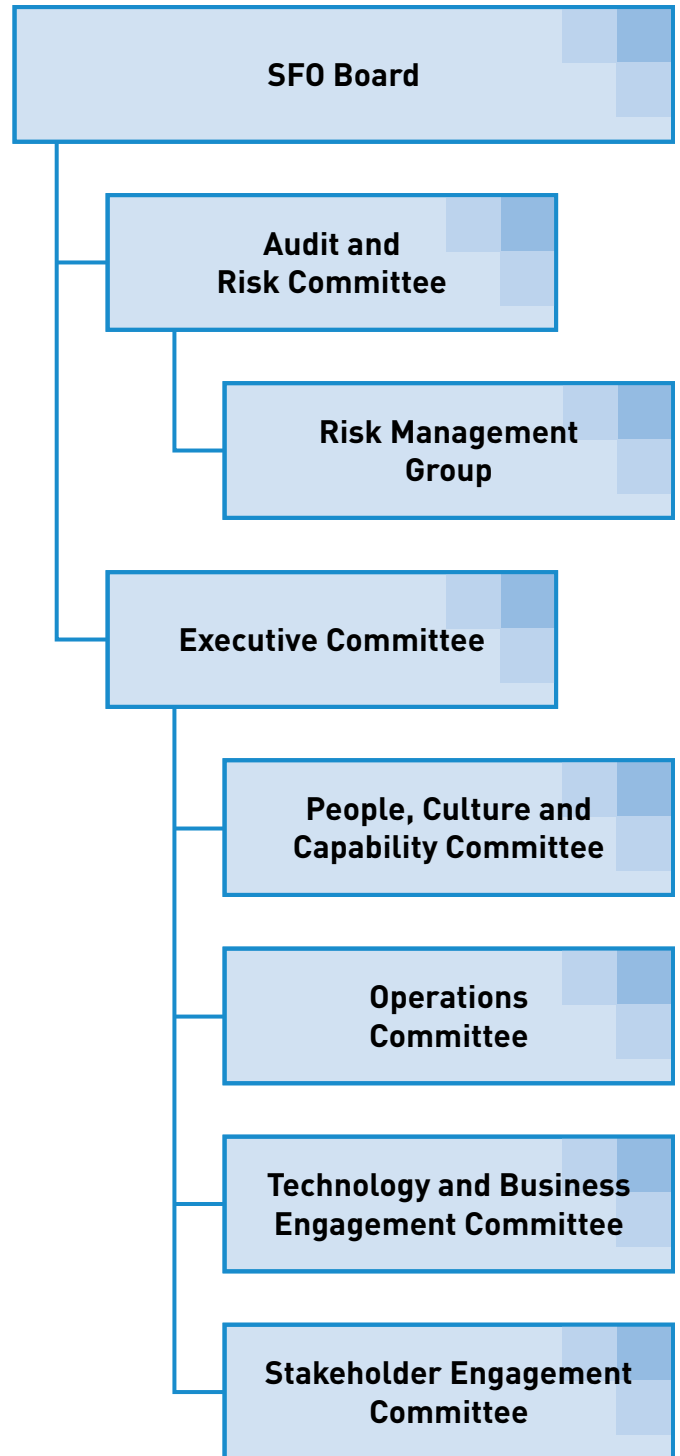 SFO Board
Audit and
Risk Committee
Risk Management
Group
Executive Committee
People, Culture and
Capability Committee
Operations
Committee
Technology and Business
Engagement Committee
Stakeholder Engagement
Committee